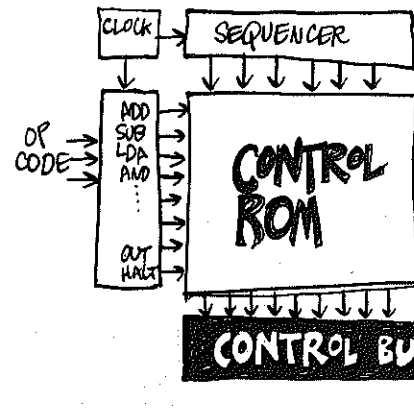 CLOCK
SEQUENCER
ADD
SUB
LDA
AND
OUT
HALT
OP
CODE
CONTROL
ROM
CONTROL BU